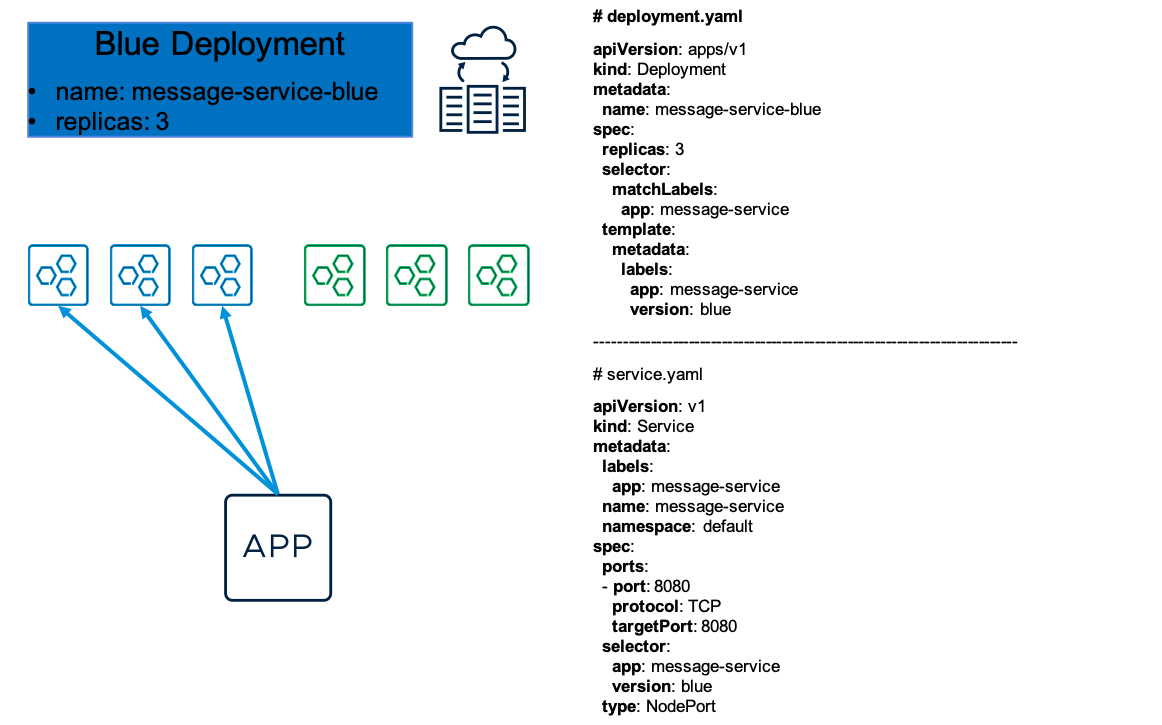 Blue Deployment
• name: message-service-blue
• replicas: 3
APP
# deployment.yaml
apiVersion: apps/v1
kind: Deployment
metadata:
  name: message-service-blue
spec:
  replicas: 3
  selector:
    matchLabels:
      app: message-service
  template:
    metadata:
      labels:
        app: message-service
        version: blue
-----------------------------------------------------------------------
# service.yaml
apiVersion: v1
kind: Service
metadata:
  labels:
    app: message-service
  name: message-service
  namespace: default
spec:
  ports:
  - port: 8080
    protocol: TCP
    targetPort: 8080
  selector:
    app: message-service
    version: blue
  type: NodePort